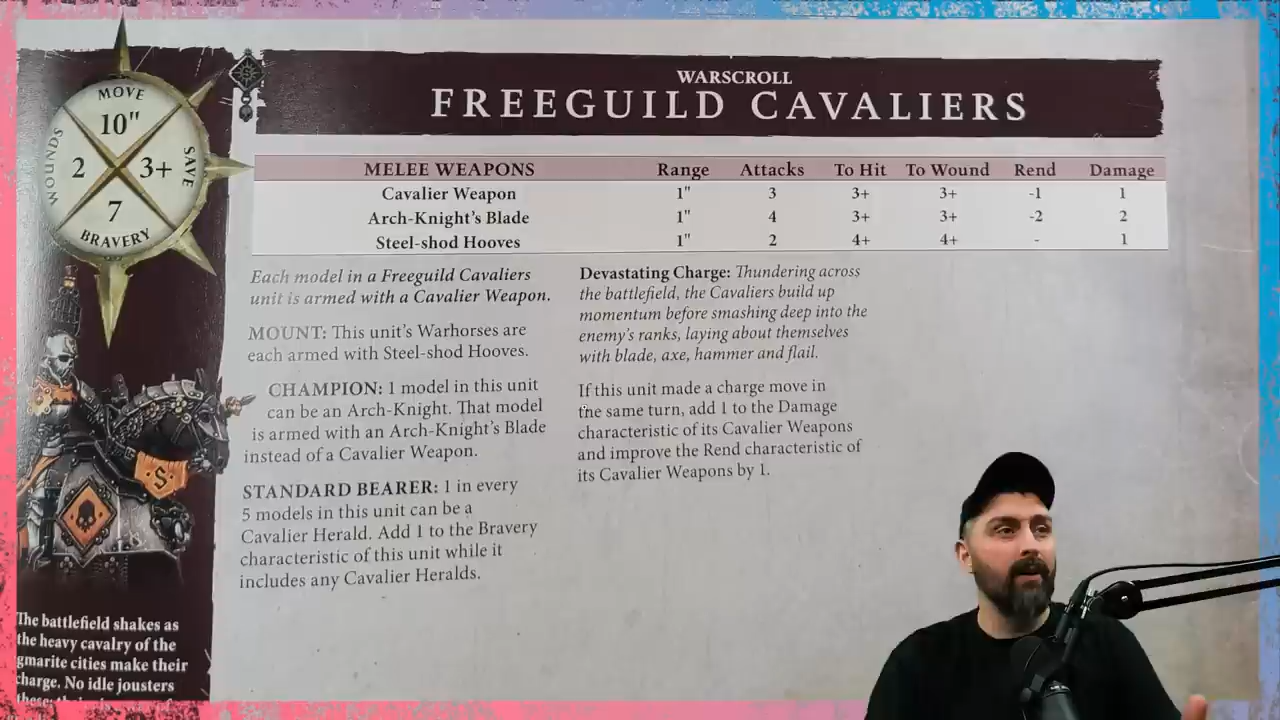 MOVE
10"
WOUNDS
2
3+
SAVE
7
BRAVERY
WARSCROLL
FREEGUILD CAVALIERS
MELEE WEAPONS Range Attacks To Hit To Wound Rend Damage
Cavalier Weapon 1" 3 3+ 3+ -1 1
Arch-Knight's Blade 1" 4 3+ 3+ -2 2
Steel-shod Hooves 1" 2 4+ 4+ - 1
Each model in a Freeguild Cavaliers
unit is armed with a Cavalier Weapon.
MOUNT: This unit's Warhorses are
each armed with Steel-shod Hooves.
CHAMPION: 1 model in this unit
can be an Arch-Knight. That model
is armed with an Arch-Knight's Blade
instead of a Cavalier Weapon.
STANDARD BEARER: 1 in every
5 models in this unit can be a
Cavalier Herald. Add 1 to the Bravery
characteristic of this unit while it
includes any Cavalier Heralds.
Devastating Charge: Thundering across
the battlefield, the Cavaliers build up
momentum before smashing deep into the
enemy's ranks, laying about themselves
with blade, axe, hammer and flail.
If this unit made a charge move in
the same turn, add 1 to the Damage
characteristic of its Cavalier Weapons
and improve the Rend characteristic of
its Cavalier Weapons by 1.
S
The battlefield shakes as
the heavy cavalry of the
gmarite cities make their
charge. No idle jousters